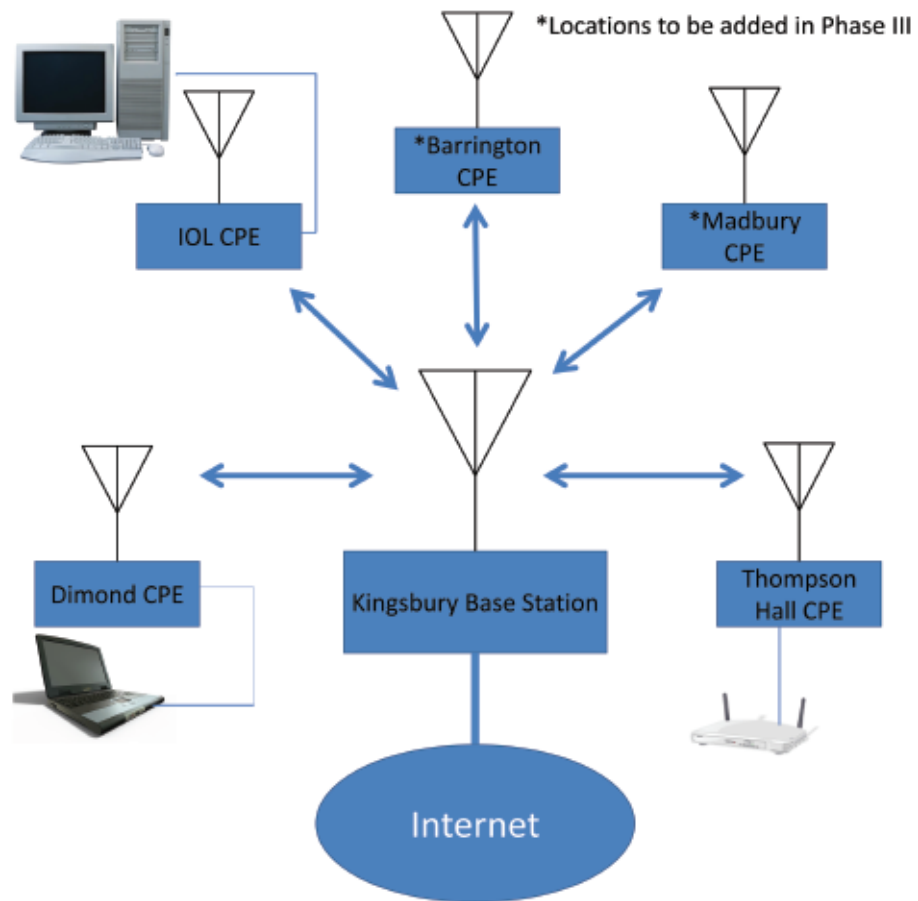 *Locations to be added in Phase III
*Barrington
CPE
IOL CPE
*Madbury
CPE
Dimond CPE
Kingsbury Base Station
Thompson
Hall CPE
Internet